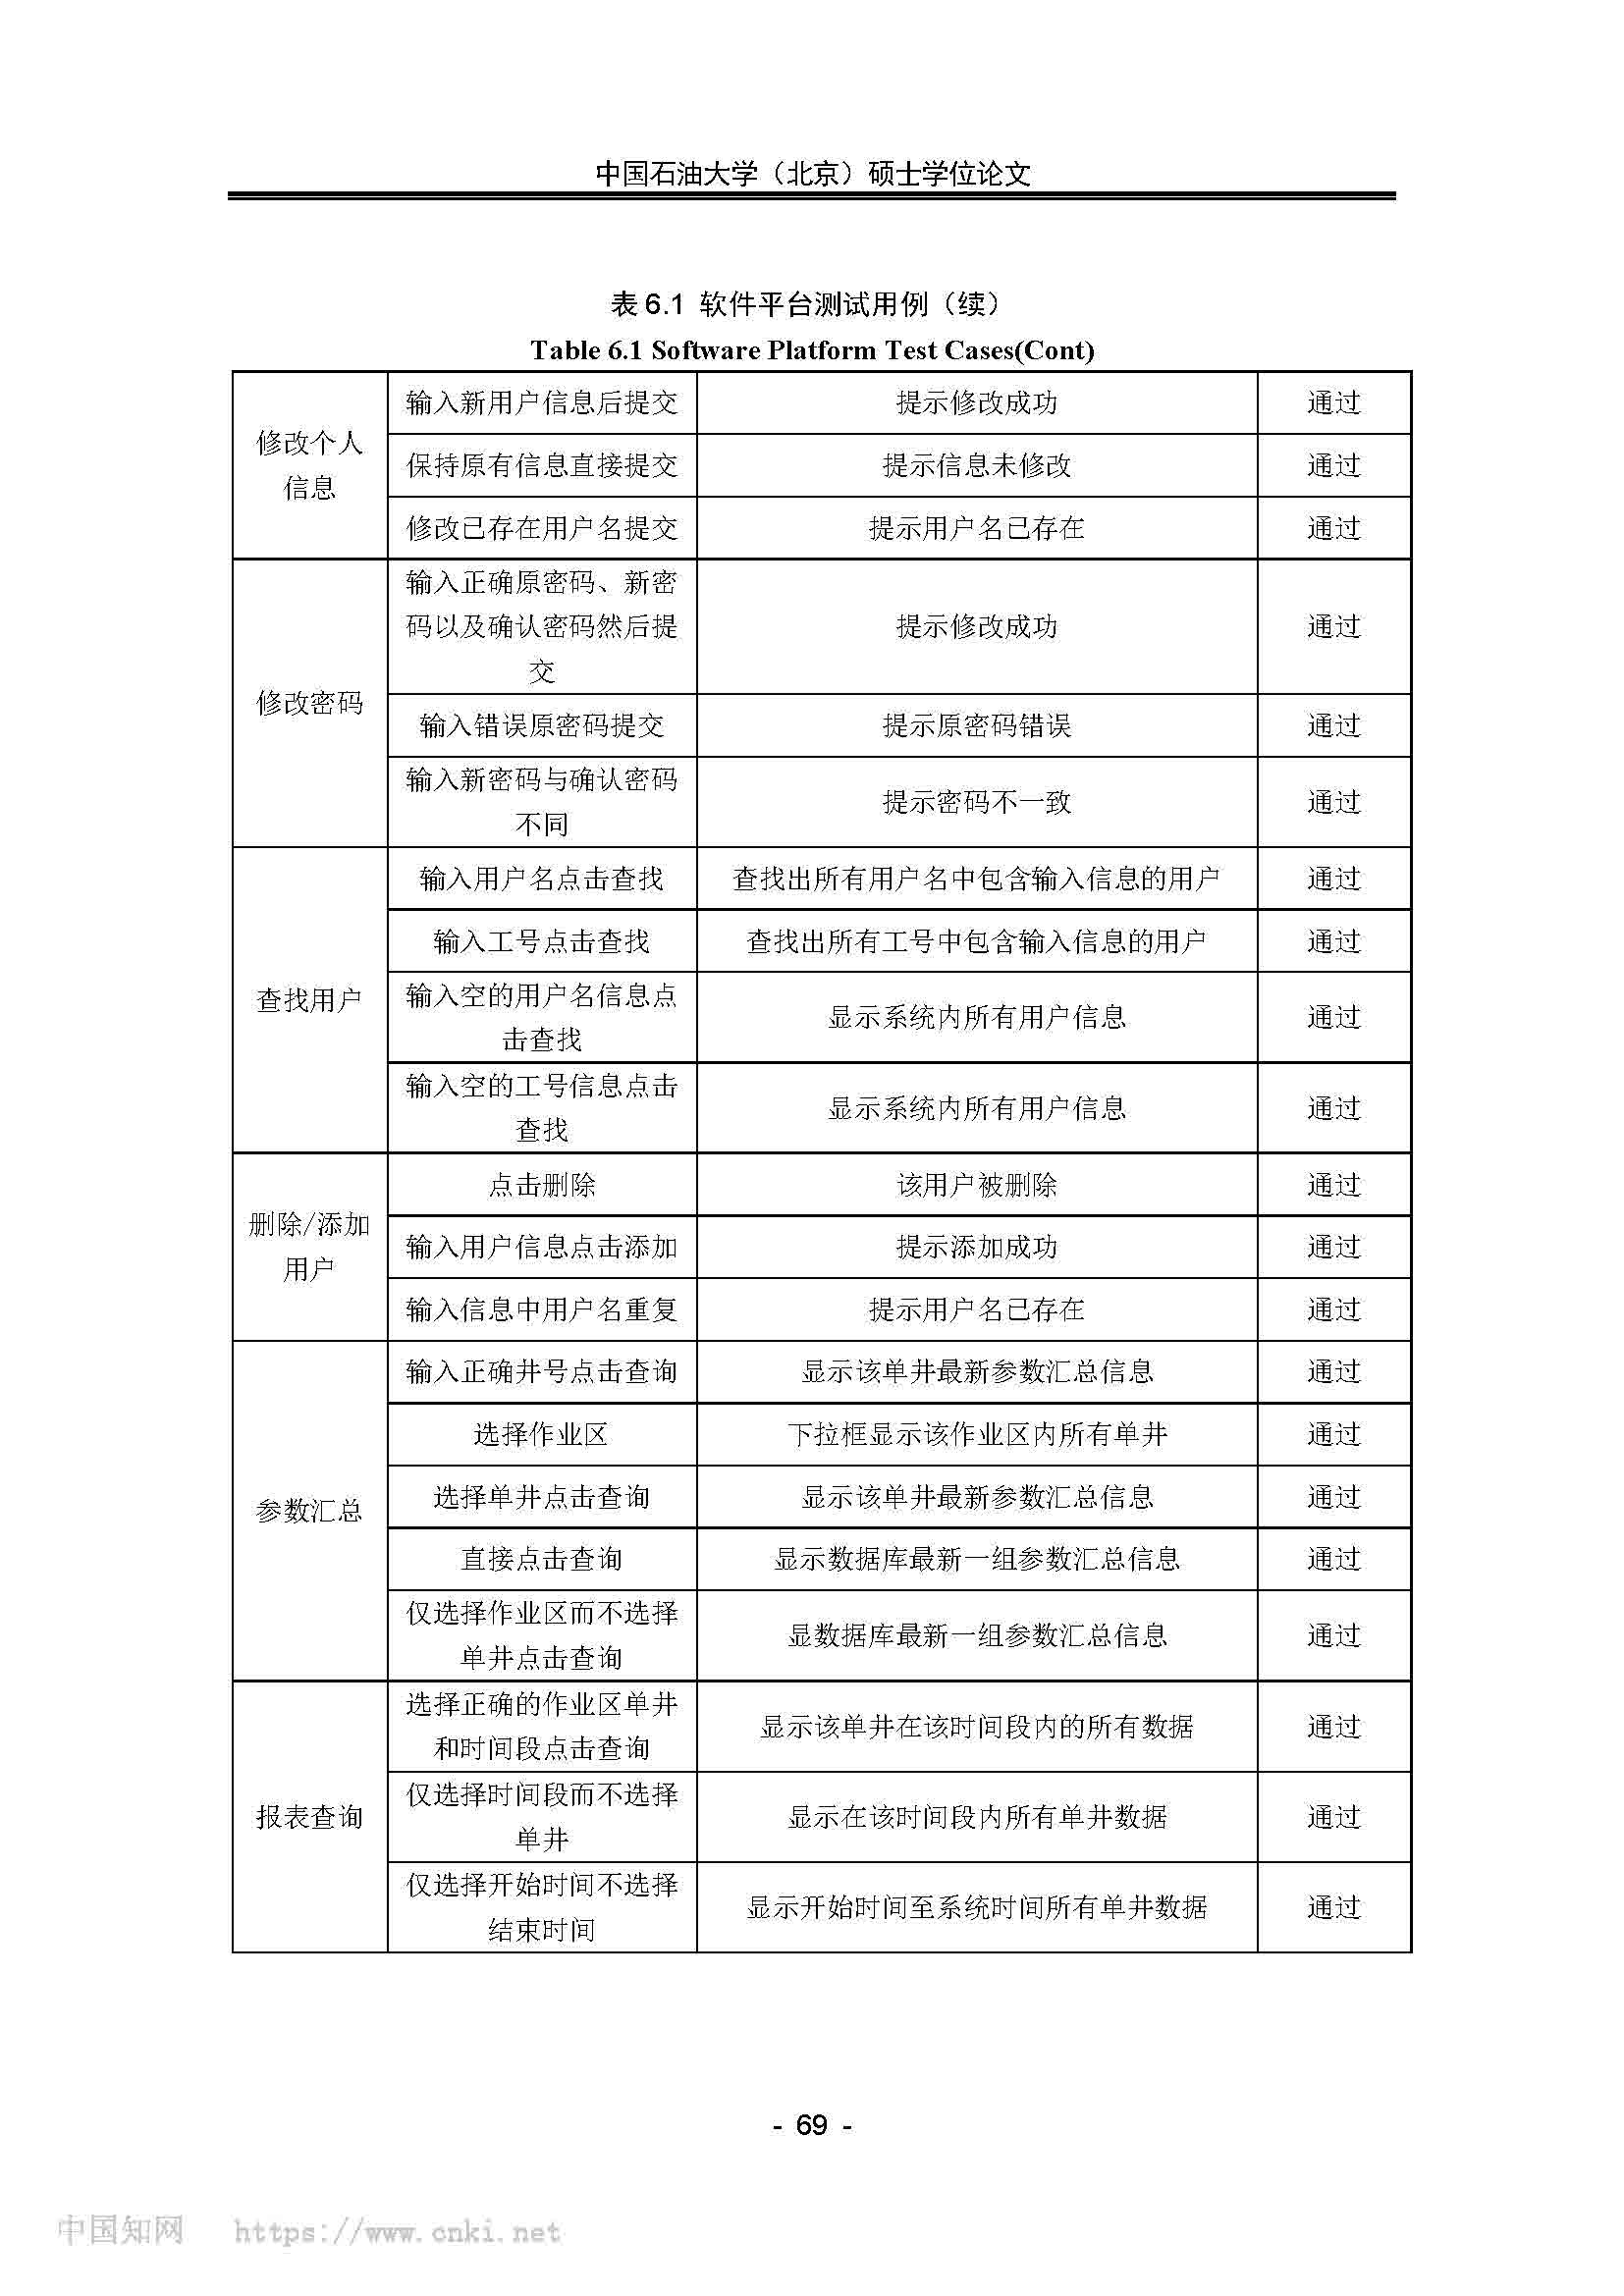 中国石油大学（北京）硕士学位论文
表 6.1 软件平台测试用例（续）
Table 6.1 Software Platform Test Cases(Cont)
修改个人
信息
输入新用户信息后提交
提示修改成功
通过
保持原有信息直接提交
提示信息未修改
通过
修改已存在用户名提交
提示用户名已存在
通过
修改密码
输入正确原密码、新密
码以及确认密码然后提
交
提示修改成功
通过
输入错误原密码提交
提示原密码错误
通过
输入新密码与确认密码
不同
提示密码不一致
通过
查找用户
输入用户名点击查找
查找出所有用户名中包含输入信息的用户
通过
输入工号点击查找
查找出所有工号中包含输入信息的用户
通过
输入空的用户名信息点
击查找
显示系统内所有用户信息
通过
输入空的工号信息点击
查找
显示系统内所有用户信息
通过
删除/添加
用户
点击删除
该用户被删除
通过
输入用户信息点击添加
提示添加成功
通过
输入信息中用户名重复
提示用户名已存在
通过
参数汇总
输入正确井号点击查询
显示该单井最新参数汇总信息
通过
选择作业区
下拉框显示该作业区内所有单井
通过
选择单井点击查询
显示该单井最新参数汇总信息
通过
直接点击查询
显示数据库最新一组参数汇总信息
通过
仅选择作业区而不选择
单井点击查询
显数据库最新一组参数汇总信息
通过
报表查询
选择正确的作业区单井
和时间段点击查询
显示该单井在该时间段内的所有数据
通过
仅选择时间段而不选择
单井
显示在该时间段内所有单井数据
通过
仅选择开始时间不选择
结束时间
显示开始时间至系统时间所有单井数据
通过
- 69 -
中国知网 https://www.cnki.net